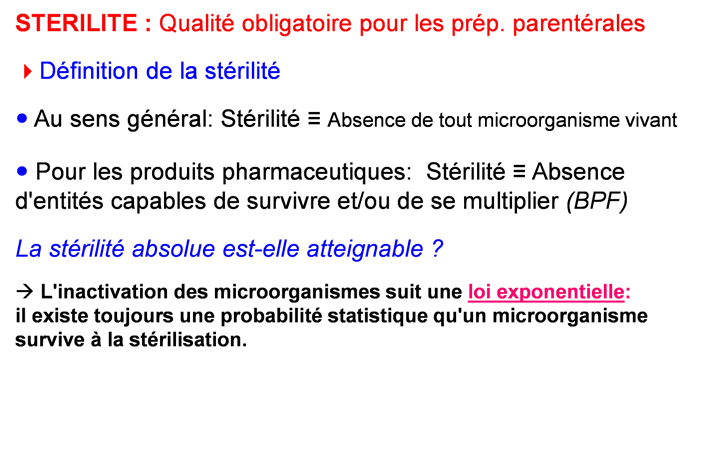 STERILITE : Qualité obligatoire pour les prép. parentérales
Définition de la stérilité
• Au sens général: Stérilité ≡ Absence de tout microorganisme vivant
• Pour les produits pharmaceutiques: Stérilité ≡ Absence
d'entités capables de survivre et/ou de se multiplier (BPF)
La stérilité absolue est-elle atteignable ?
→ L'inactivation des microorganismes suit une loi exponentielle:
il existe toujours une probabilité statistique qu'un microorganisme
survive à la stérilisation.